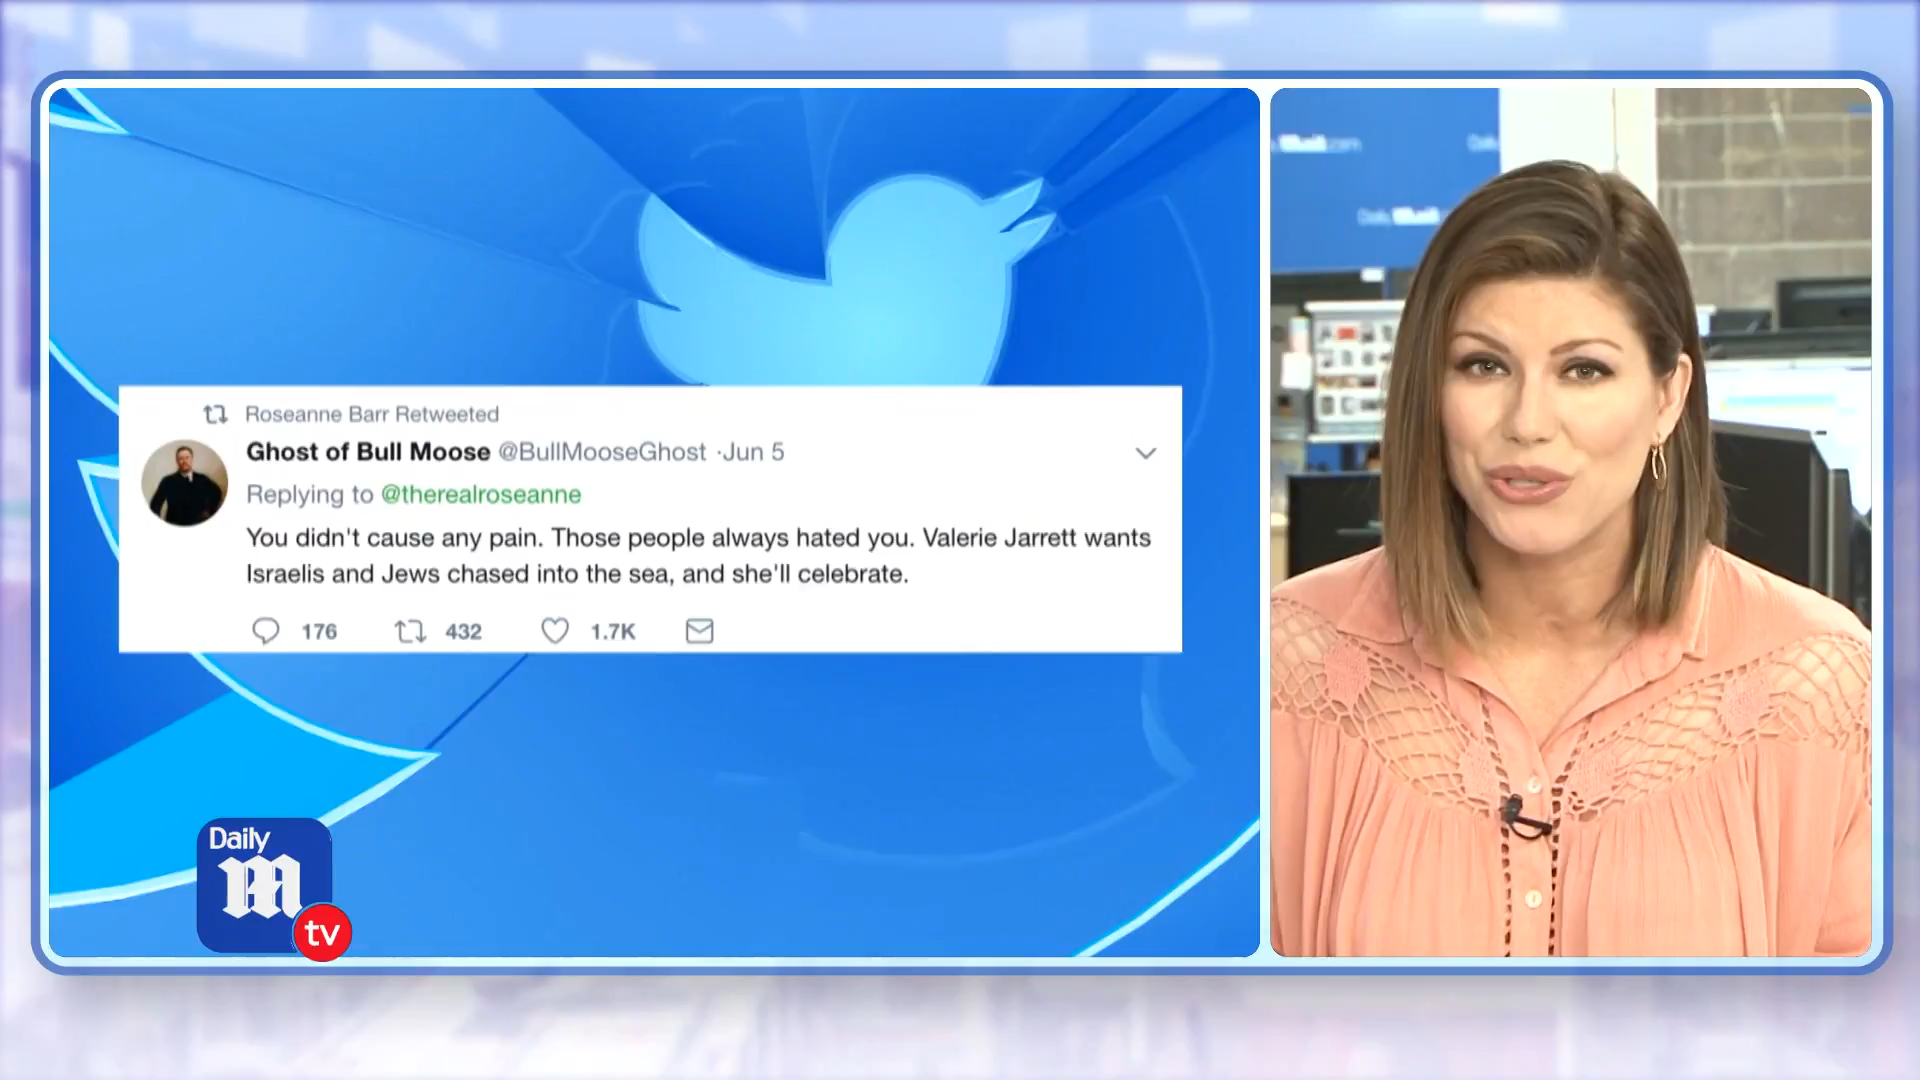 Roseanne Barr Retweeted
Ghost of Bull Moose @BullMooseGhost ·Jun 5
Replying to @therealroseanne
You didn't cause any pain. Those people always hated you. Valerie Jarrett wants
Israelis and Jews chased into the sea, and she'll celebrate.
176 432 1.7K
Daily
M
tv